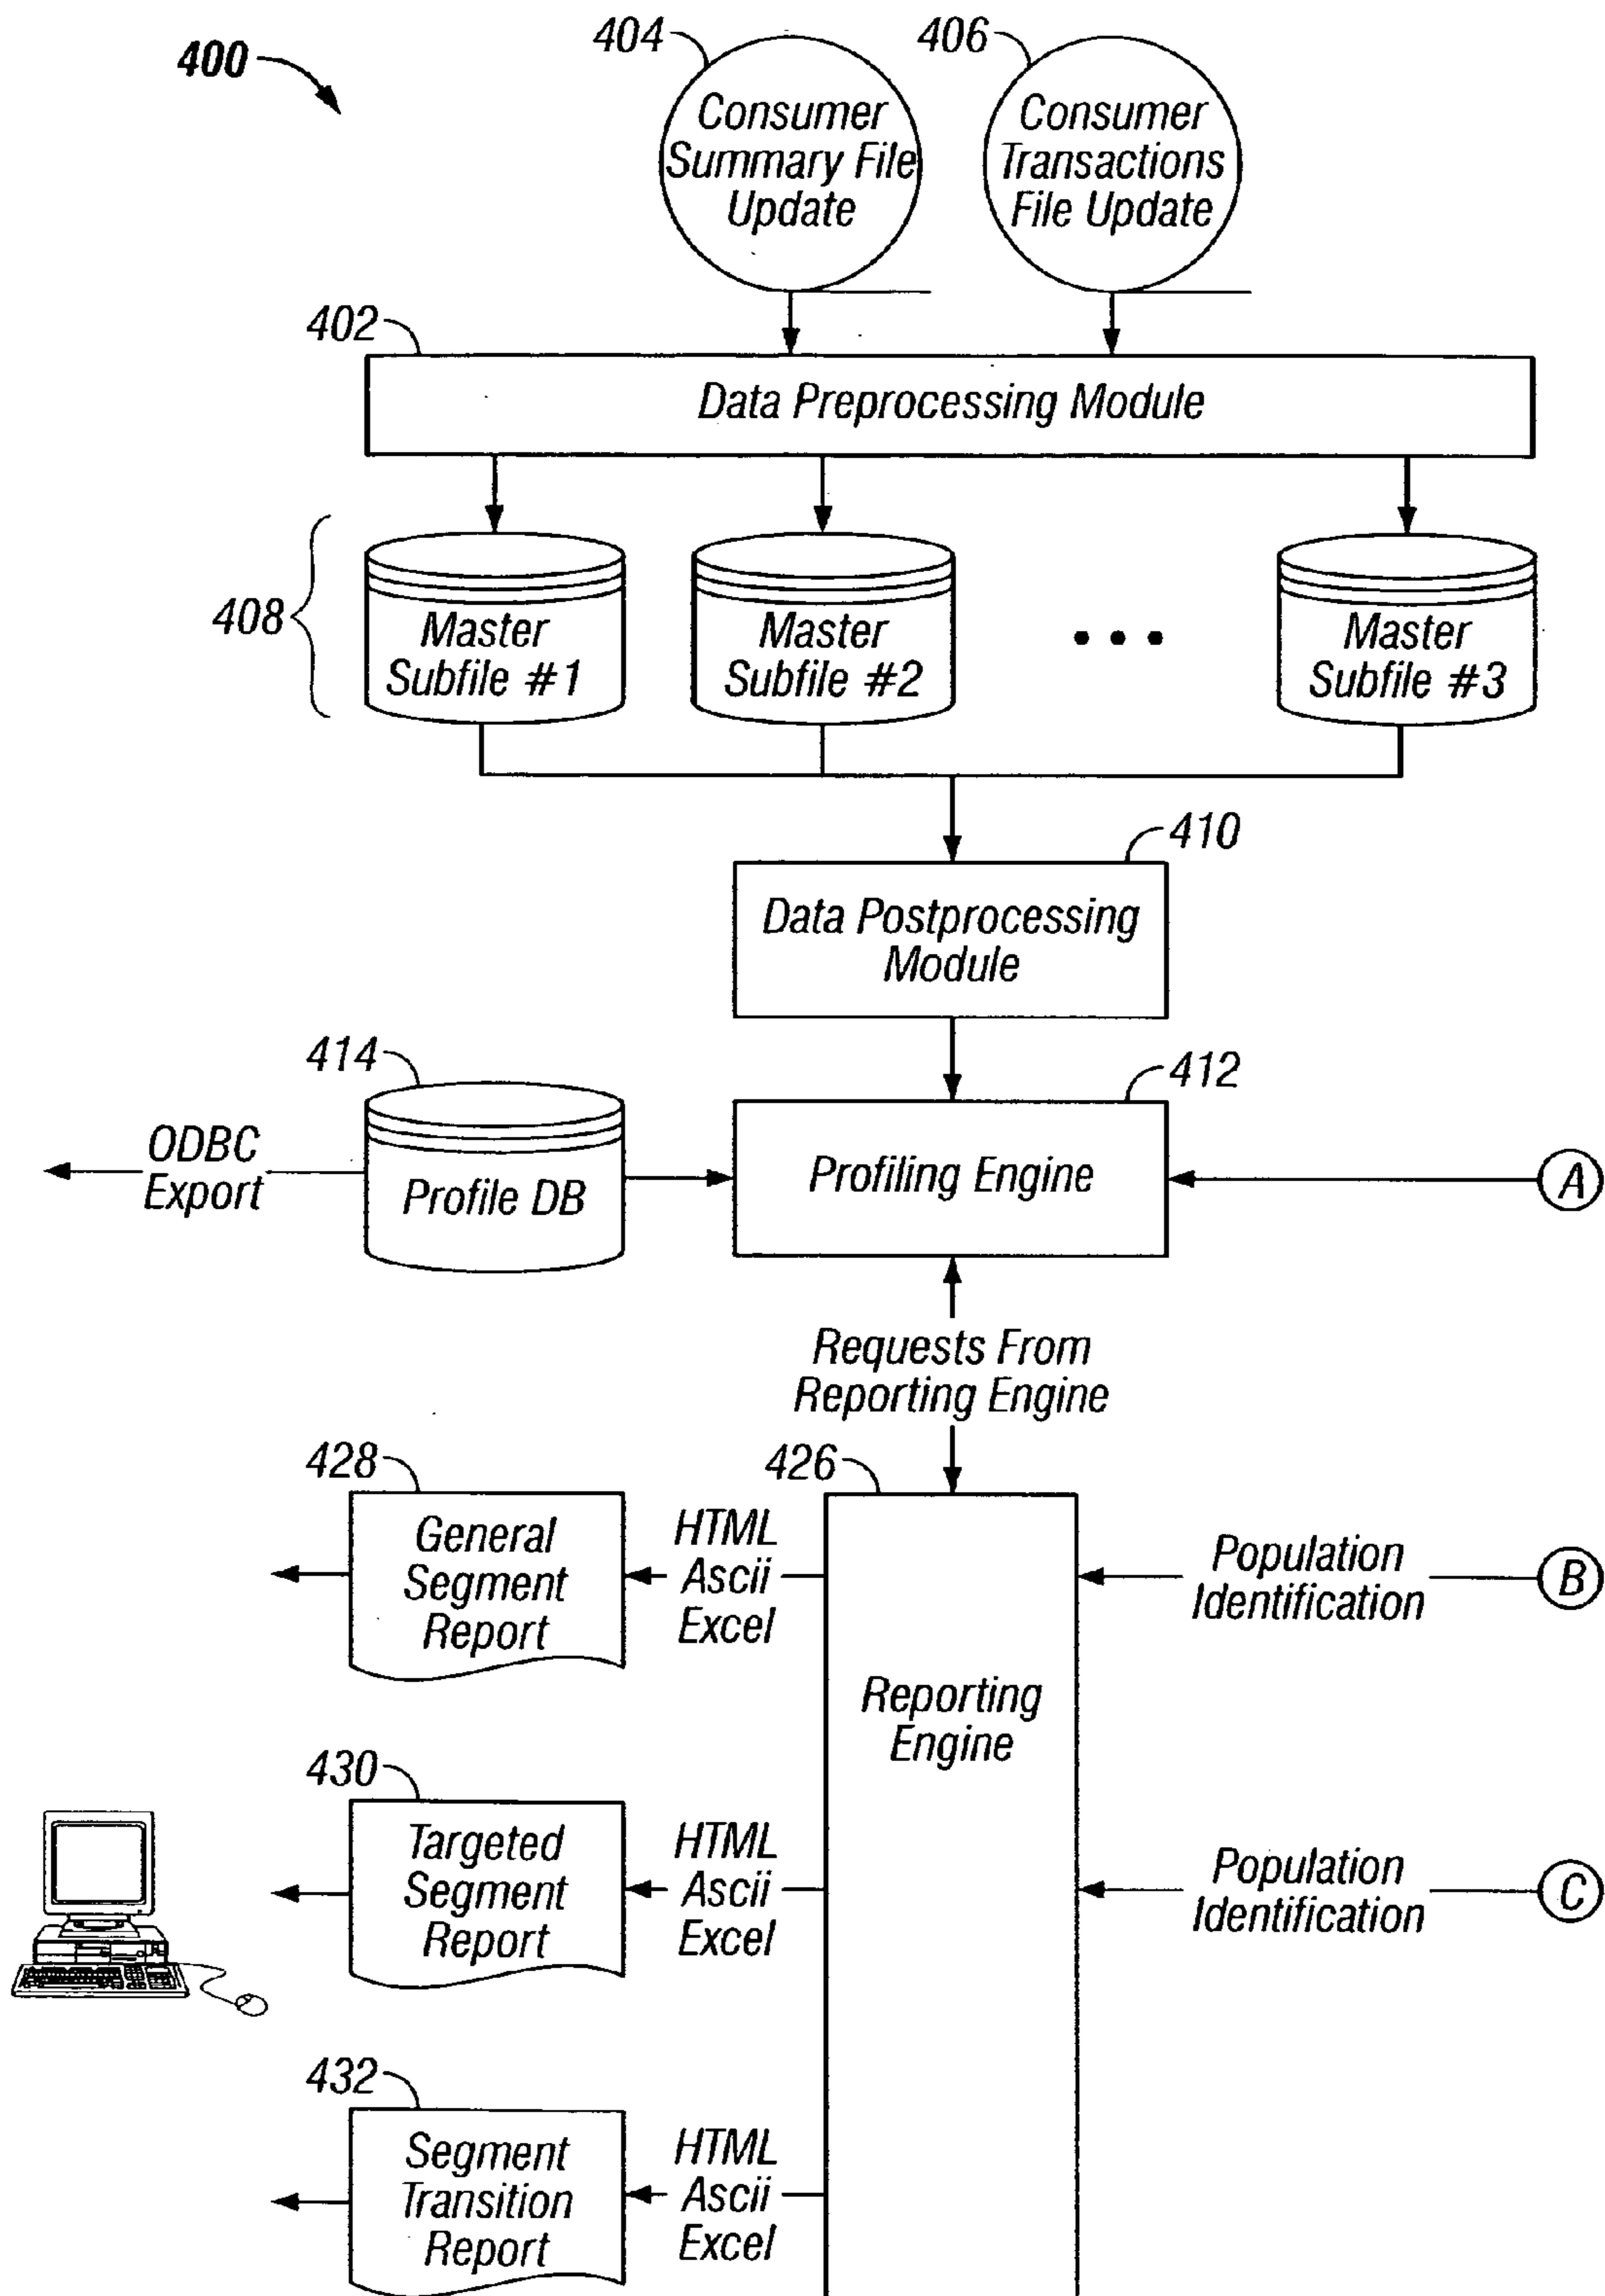 400
404
406
Consumer
Summary File
Update
Consumer
Transactions
File Update
402
Data Preprocessing Module
408
Master
Subfile #1
Master
Subfile #2
• • •
Master
Subfile #3
410
Data Postprocessing
Module
414
412
ODBC
Export
Profile DB
Profiling Engine
A
Requests From
Reporting Engine
428
426
General
Segment
Report
HTML
Ascii
Excel
Population
Identification
B
Reporting
Engine
430
Targeted
Segment
Report
HTML
Ascii
Excel
Population
Identification
C
432
Segment
Transition
Report
HTML
Ascii
Excel